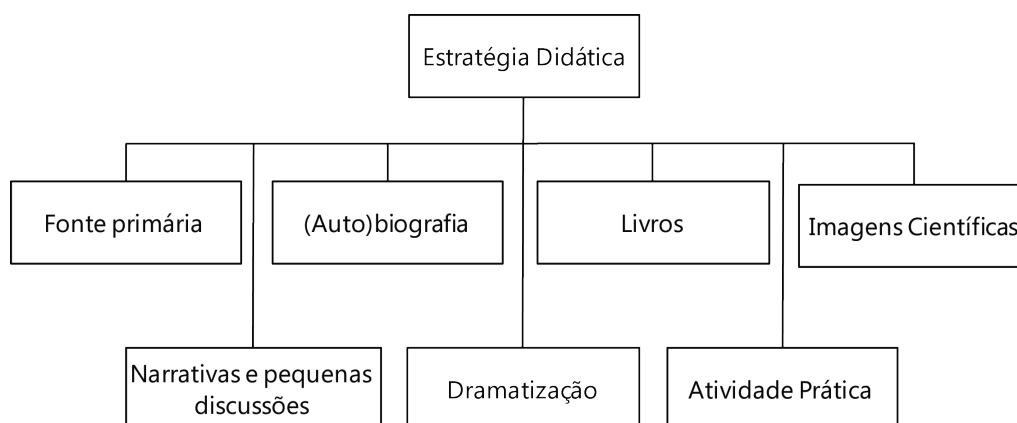 Estratégia Didática
Fonte primária
(Auto)biografia
Livros
Imagens Científicas
Narrativas e pequenas
discussões
Dramatização
Atividade Prática